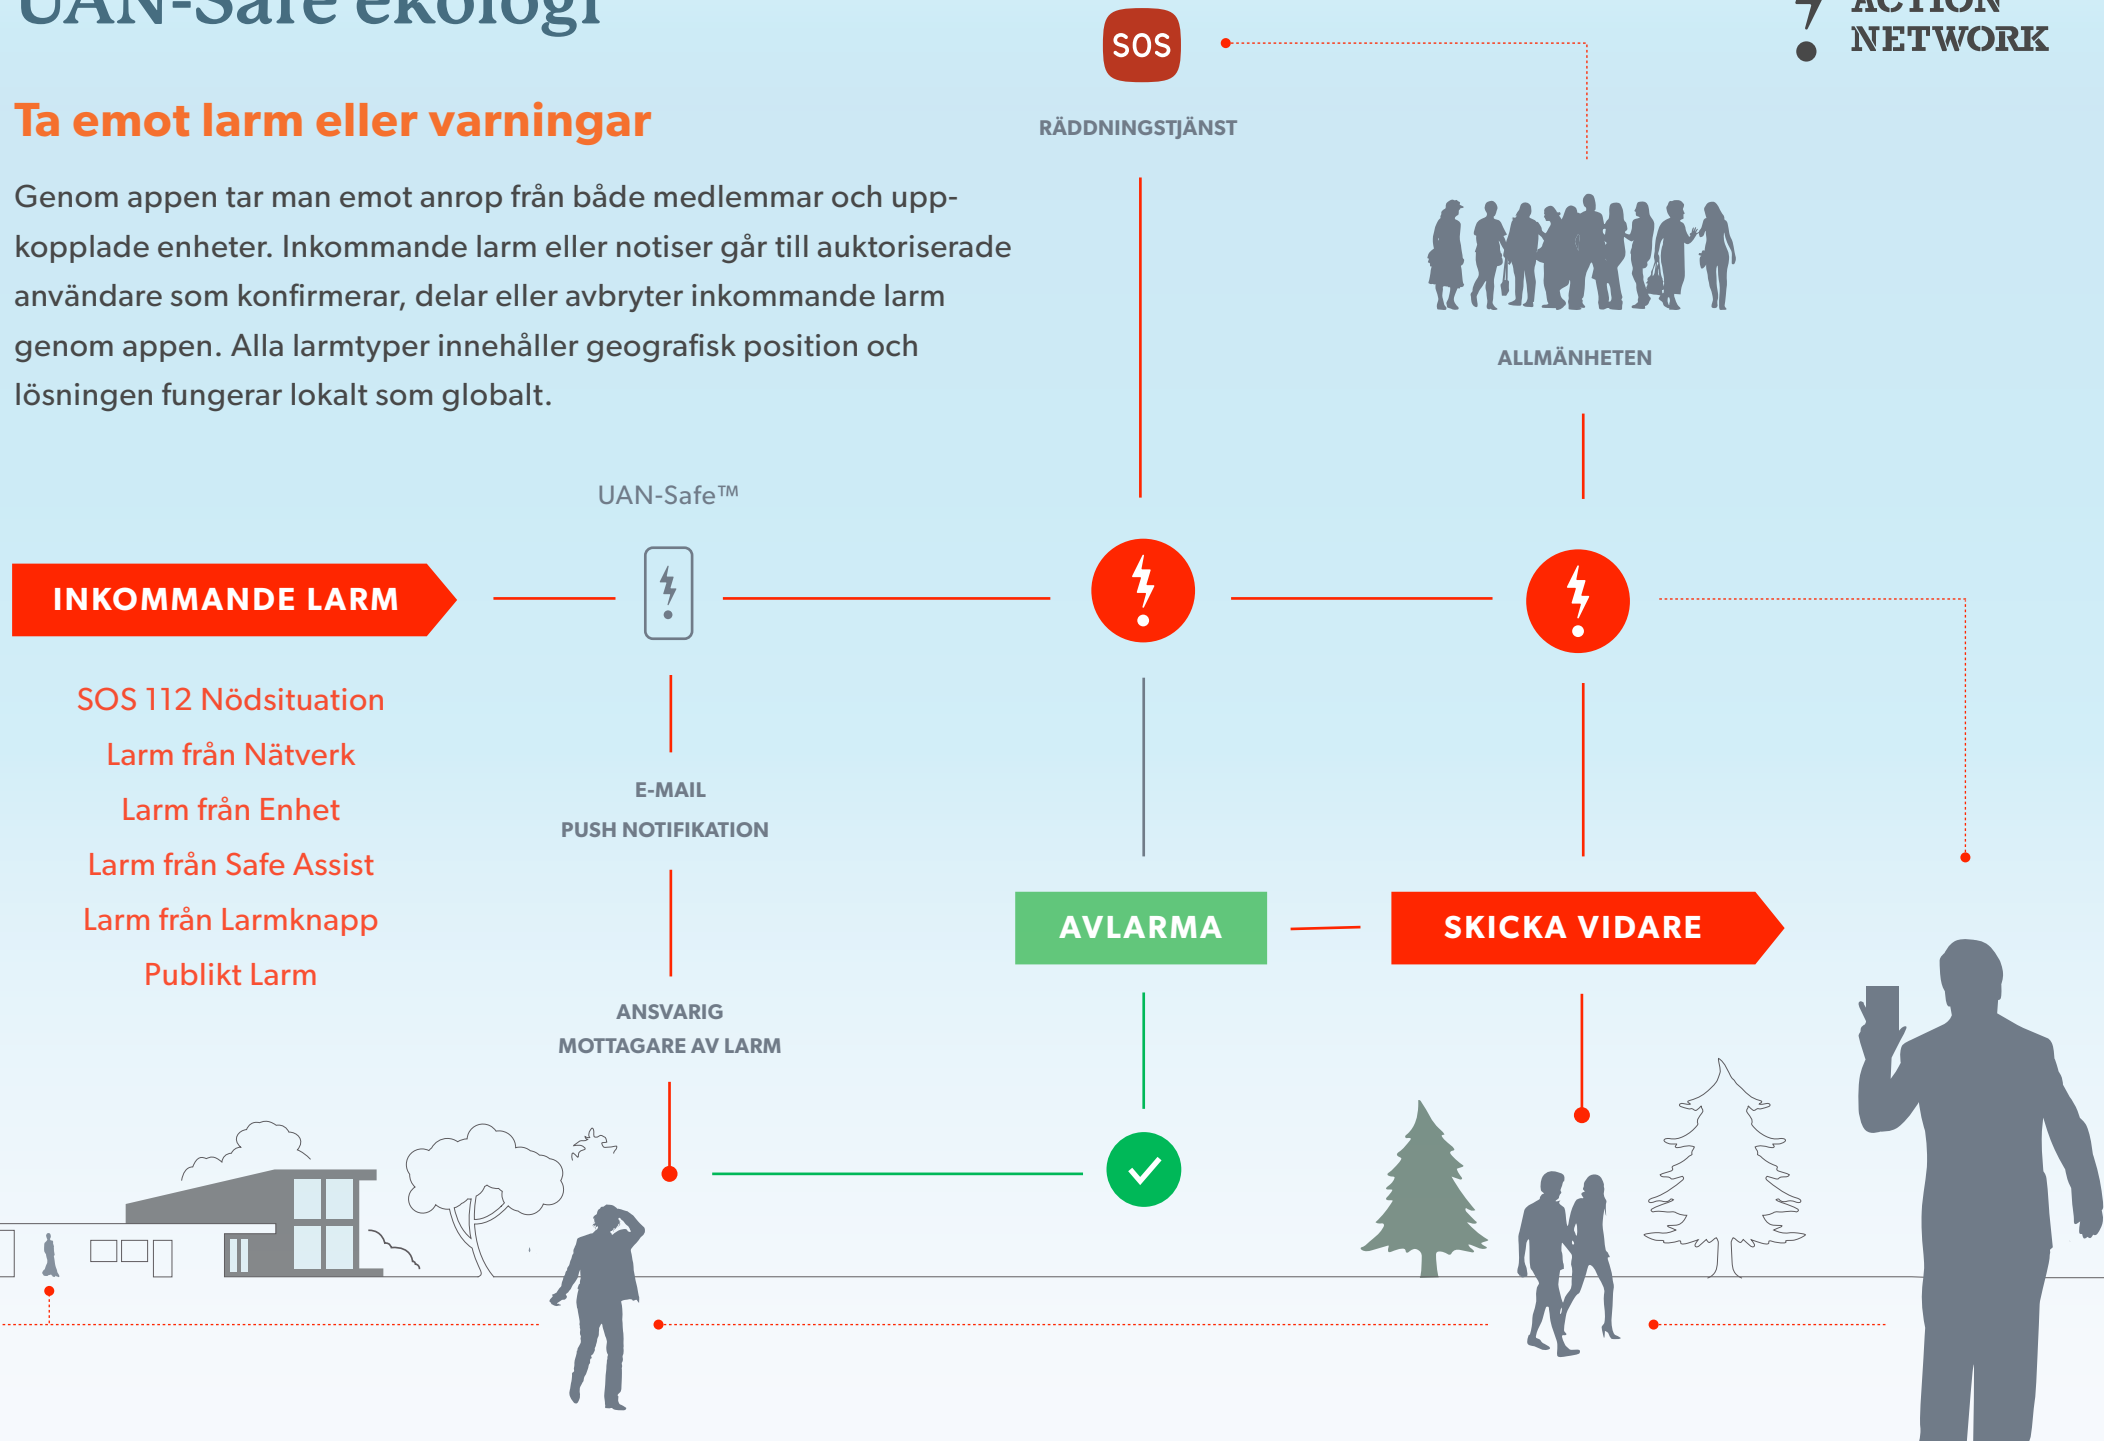 UAN-Safe ekologi
ACTION
NETWORK
Ta emot larm eller varningar
Genom appen tar man emot anrop från både medlemmar och upp-
kopplade enheter. Inkommande larm eller notiser går till auktoriserade
användare som konfirmerar, delar eller avbryter inkommande larm
genom appen. Alla larmtyper innehåller geografisk position och
lösningen fungerar lokalt som globalt.
SOS
RÄDDNINGSTJÄNST
ALLMÄNHETEN
UAN-Safe™
INKOMMANDE LARM
SOS 112 Nödsituation
Larm från Nätverk
Larm från Enhet
Larm från Safe Assist
Larm från Larmknapp
Publikt Larm
E-MAIL
PUSH NOTIFIKATION
ANSVARIG
MOTTAGARE AV LARM
AVLARMA
SKICKA VIDARE